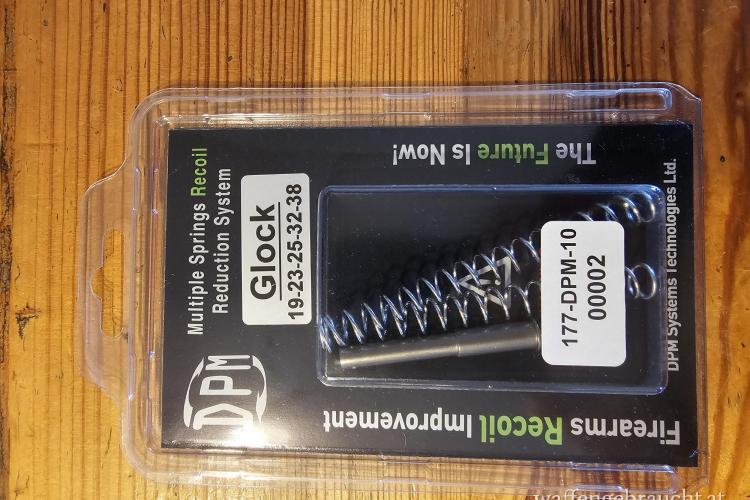 Multiple Springs Recoil
Reduction System
Glock
19-23-25-32-38
DPM
The Future Is Now!
177-DPM-10
00002
Firearms Recoil Improvement
DPM Systems Technologies Ltd.
waffengebraucht.at